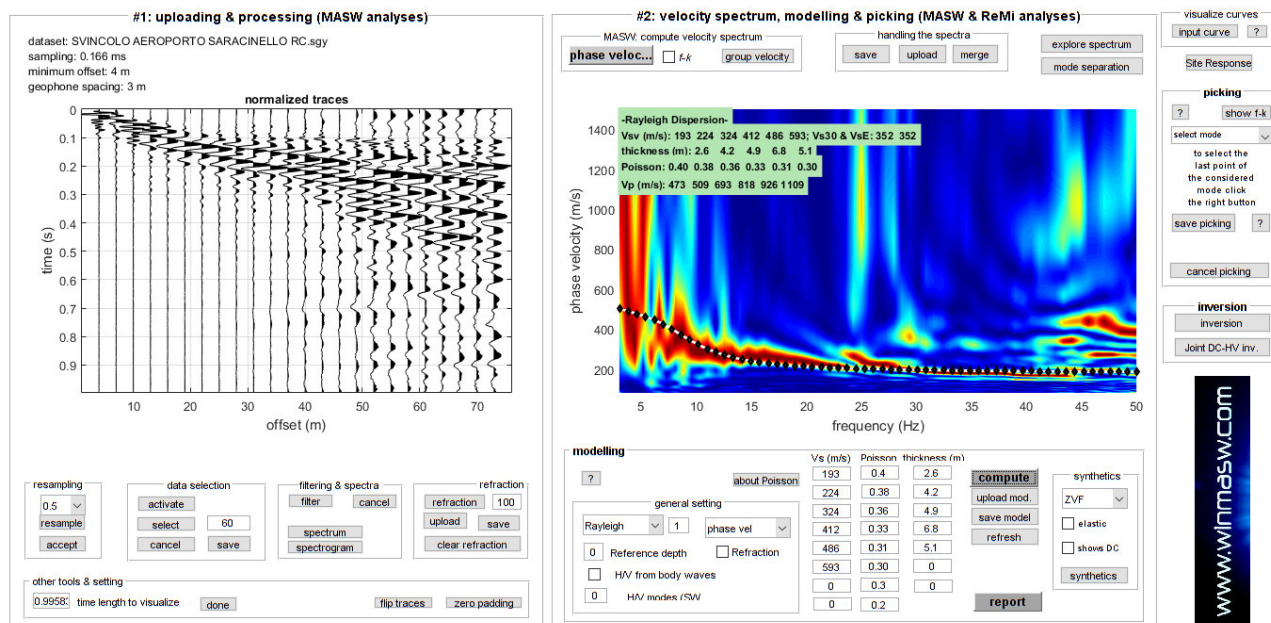 #1: uploading & processing (MASW analyses)
dataset: SVINCOLO AEROPORTO SARACINELLO RC.sgy
sampling: 0.166 ms
minimum offset: 4 m
geophone spacing: 3 m
normalized traces
0
0.1
0.2
0.3
0.4
0.5
0.6
0.7
0.8
0.9
time (s)
10 20 30 40 50 60 70
offset (m)
resampling
0.5
resample
accept
data selection
activate
select 60
cancel save
filtering & spectra
filter cancel
spectrum
spectrogram
refraction
refraction 100
upload save
clear refraction
other tools & setting
0.9958 time length to visualize done flip traces zero padding
#2: velocity spectrum, modelling & picking (MASW & ReMi analyses)
MASW: compute velocity spectrum
phase veloc... f-k group velocity
handling the spectra
save upload merge
explore spectrum
mode separation
-Rayleigh Dispersion-
Vsv (m/s): 193 224 324 412 486 593; Vs30 & VsE: 352 352
thickness (m): 2.6 4.2 4.9 6.8 5.1
Poisson: 0.40 0.38 0.36 0.33 0.31 0.30
Vp (m/s): 473 509 693 818 926 1109
1400
1200
1000
800
600
400
200
phase velocity (m/s)
5 10 15 20 25 30 35 40 45 50
frequency (Hz)
modelling
? about Poisson
general setting
Rayleigh 1 phase vel
0 Reference depth Refraction
H/V from body waves
0 H/V modes (SW
Vs (m/s) Poisson thickness (m)
193 0.4 2.6
224 0.38 4.2
324 0.36 4.9
412 0.33 6.8
486 0.31 5.1
593 0.30 0
0 0.3 0
0 0.2
compute
upload mod.
save model
refresh
report
synthetics
ZVF
elastic
shows DC
synthetics
visualize curves
input curve ?
Site Response
picking
? show f-k
select mode
to select the
last point of
the considered
mode click
the right button
save picking ?
cancel picking
inversion
inversion
Joint DC-HV inv.
www.winmasw.com